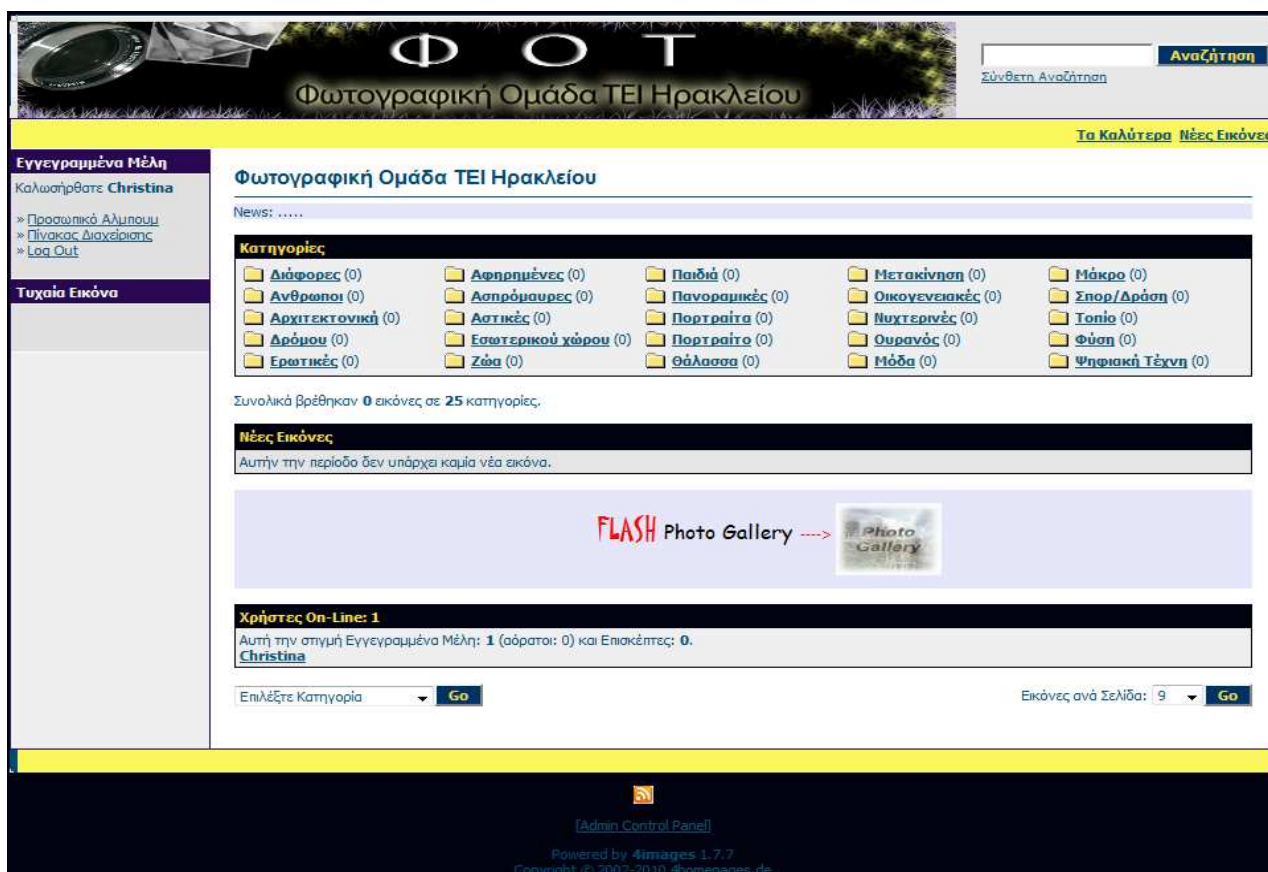 Φ Ο Τ
Φωτογραφική Ομάδα ΤΕΙ Ηρακλείου
Αναζήτηση
Σύνθετη Αναζήτηση
Τα Καλύτερα Νέες Εικόνες
Εγγεγραμμένα Μέλη
Καλωσήρθατε Christina
» Προσωπικό Αλμπουμ
» Πίνακας Διαχείρισης
» Log Out
Τυχαία Εικόνα
Φωτογραφική Ομάδα ΤΕΙ Ηρακλείου
News: .....
Κατηγορίες
Διάφορες (0) Αφηρημένες (0) Παιδιά (0) Μετακίνηση (0) Μάκρο (0)
Ανθρωποι (0) Ασπρόμαυρες (0) Πανοραμικές (0) Οικογενειακές (0) Σπορ/Δράση (0)
Αρχιτεκτονική (0) Αστικές (0) Πορτραίτα (0) Νυχτερινές (0) Τοπίο (0)
Δρόμου (0) Εσωτερικού χώρου (0) Πορτραίτο (0) Ουρανός (0) Φύση (0)
Ερωτικές (0) Ζώα (0) Θάλασσα (0) Μόδα (0) Ψηφιακή Τέχνη (0)
Συνολικά βρέθηκαν 0 εικόνες σε 25 κατηγορίες.
Νέες Εικόνες
Αυτήν την περίοδο δεν υπάρχει καμία νέα εικόνα.
FLASH Photo Gallery ----> Photo Gallery
Χρήστες On-Line: 1
Αυτή την στιγμή Εγγεγραμμένα Μέλη: 1 (αόρατοι: 0) και Επισκέπτες: 0.
Christina
Επιλέξτε Κατηγορία Go Εικόνες ανά Σελίδα: 9 Go
[Admin Control Panel]
Powered by 4images 1.7.7
Copyright © 2002-2010 4homepages.de